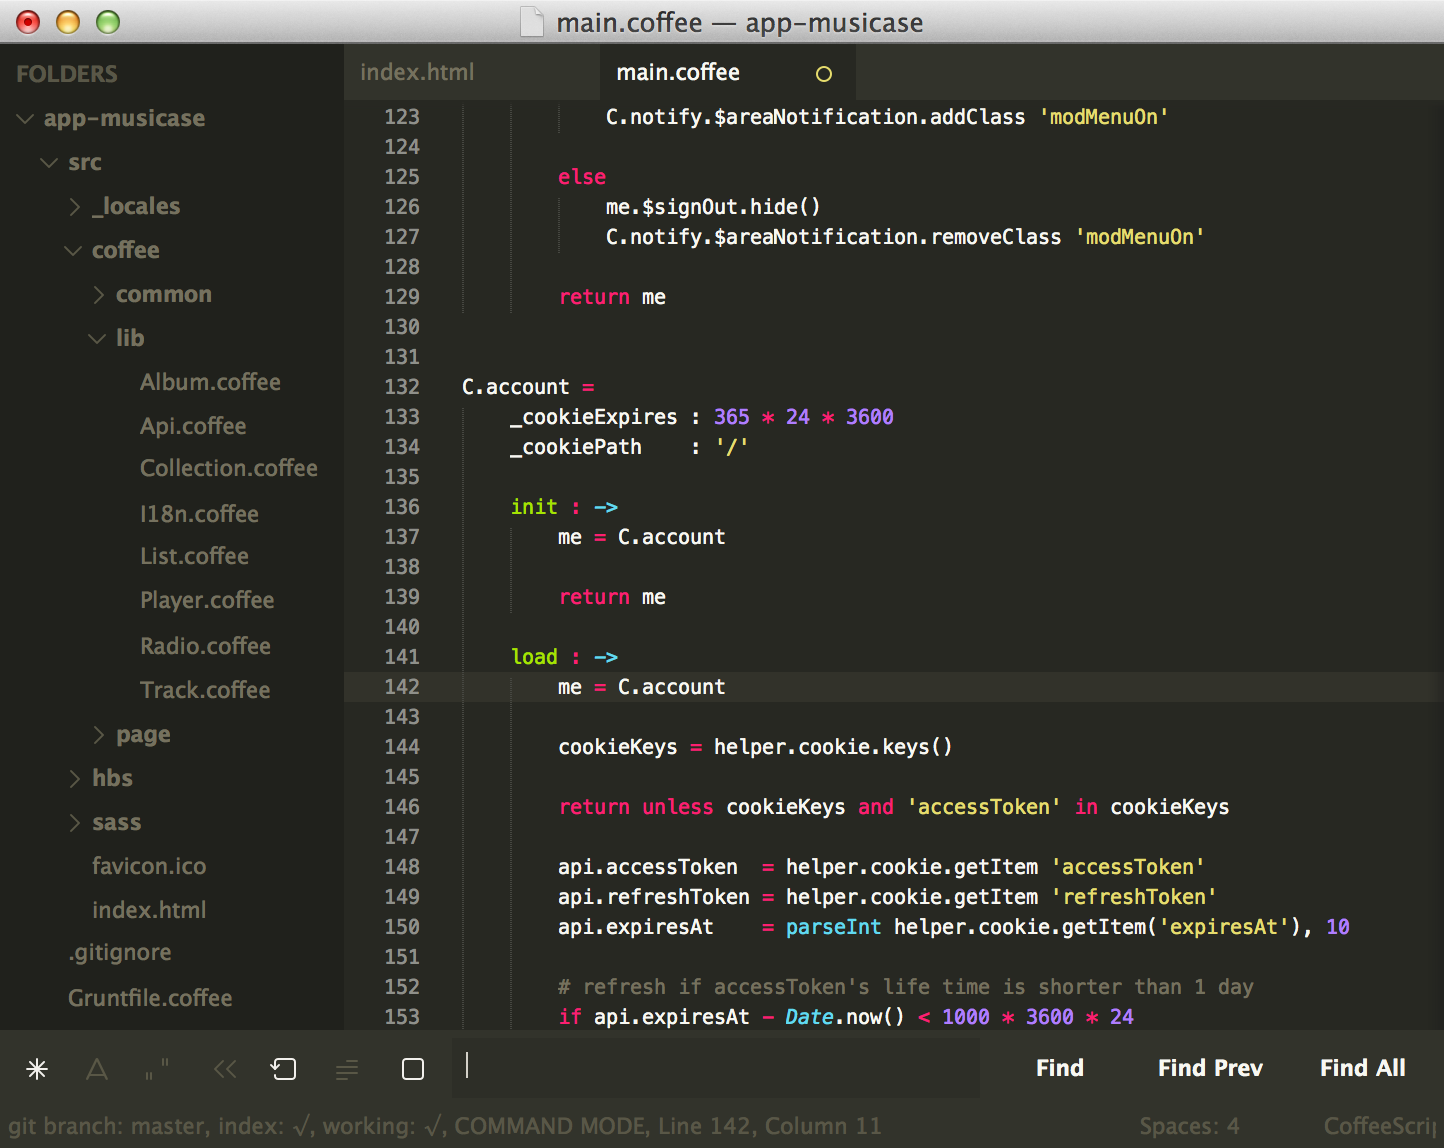 main.coffee — app-musicase
FOLDERS
app-musicase
src
_locales
coffee
common
lib
Album.coffee
Api.coffee
Collection.coffee
I18n.coffee
List.coffee
Player.coffee
Radio.coffee
Track.coffee
page
hbs
sass
favicon.ico
index.html
.gitignore
Gruntfile.coffee
index.html main.coffee
123 C.notify.$areaNotification.addClass 'modMenuOn'
124
125 else
126 me.$signOut.hide()
127 C.notify.$areaNotification.removeClass 'modMenuOn'
128
129 return me
130
131
132 C.account =
133 _cookieExpires : 365 * 24 * 3600
134 _cookiePath    : '/'
135
136 init : ->
137 me = C.account
138
139 return me
140
141 load : ->
142 me = C.account
143
144 cookieKeys = helper.cookie.keys()
145
146 return unless cookieKeys and 'accessToken' in cookieKeys
147
148 api.accessToken  = helper.cookie.getItem 'accessToken'
149 api.refreshToken = helper.cookie.getItem 'refreshToken'
150 api.expiresAt    = parseInt helper.cookie.getItem('expiresAt'), 10
151
152 # refresh if accessToken's life time is shorter than 1 day
153 if api.expiresAt - Date.now() < 1000 * 3600 * 24
Find Find Prev Find All
git branch: master, index: √, working: √, COMMAND MODE, Line 142, Column 11 Spaces: 4 CoffeeScrip